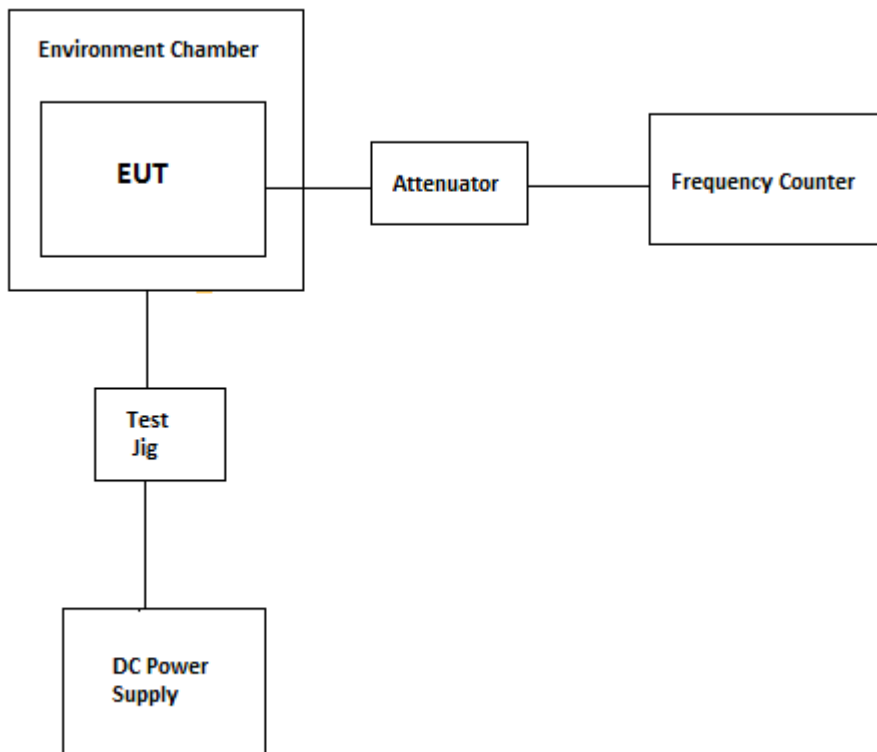 Environment Chamber
EUT
Attenuator
Frequency Counter
Test
Jig
DC Power
Supply